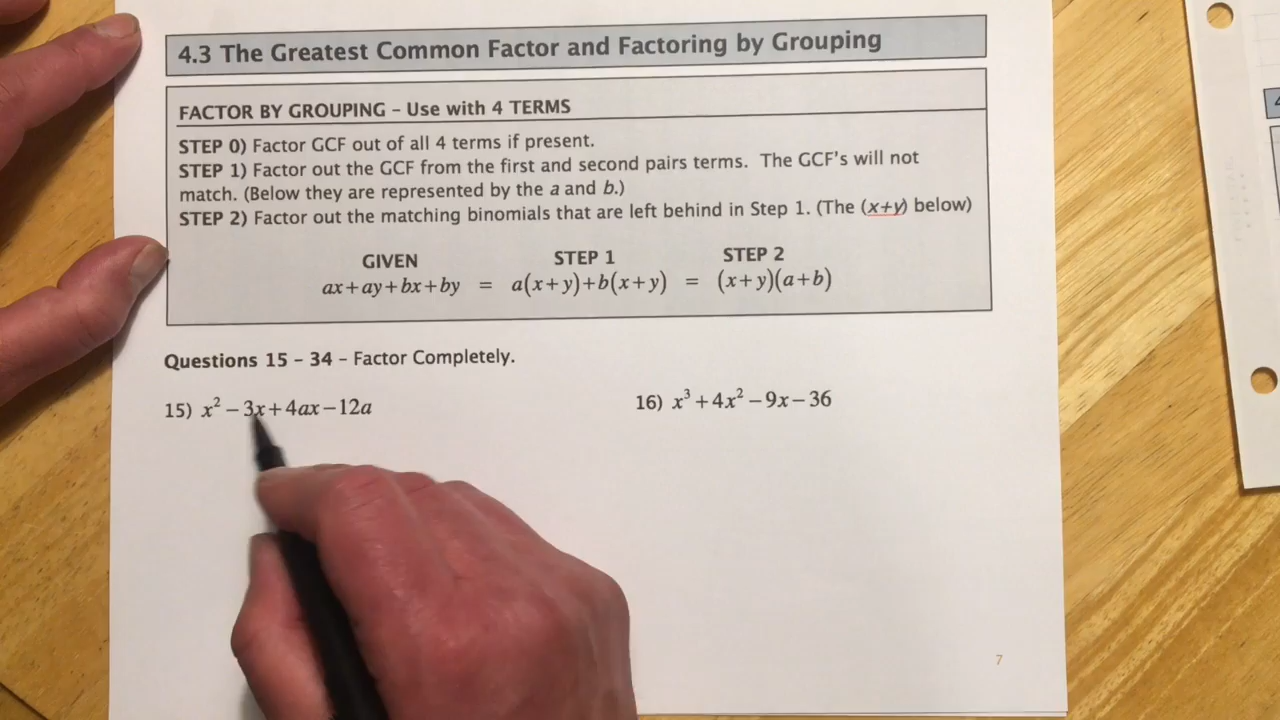 4.3 The Greatest Common Factor and Factoring by Grouping
FACTOR BY GROUPING – Use with 4 TERMS
STEP 0) Factor GCF out of all 4 terms if present.
STEP 1) Factor out the GCF from the first and second pairs terms. The GCF's will not
match. (Below they are represented by the a and b.)
STEP 2) Factor out the matching binomials that are left behind in Step 1. (The (x+y) below)
GIVEN STEP 1 STEP 2
ax+ay+bx+by = a(x+y)+b(x+y) = (x+y)(a+b)
Questions 15 – 34 – Factor Completely.
15) x² – 3x + 4ax – 12a 16) x³ + 4x² – 9x – 36
7